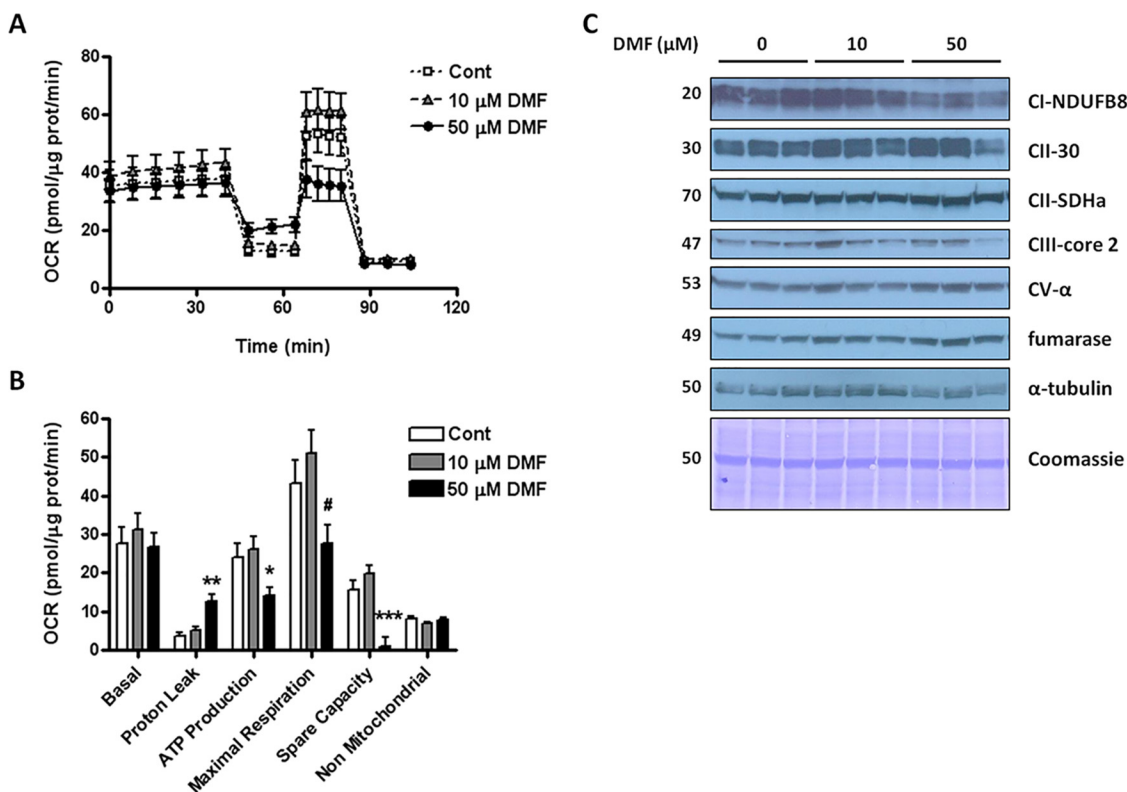 A
OCR (pmol/µg prot/min)
80
60
40
20
0
0 30 60 90 120
Time (min)
Cont
10 µM DMF
50 µM DMF
B
OCR (pmol/µg prot/min)
60
50
40
30
20
10
0
Cont
10 µM DMF
50 µM DMF
** * # ***
Basal
Proton Leak
ATP Production
Maximal Respiration
Spare Capacity
Non Mitochondrial
C
DMF (µM) 0 10 50
20 CI-NDUFB8
30 CII-30
70 CII-SDHa
47 CIII-core 2
53 CV-α
49 fumarase
50 α-tubulin
50 Coomassie